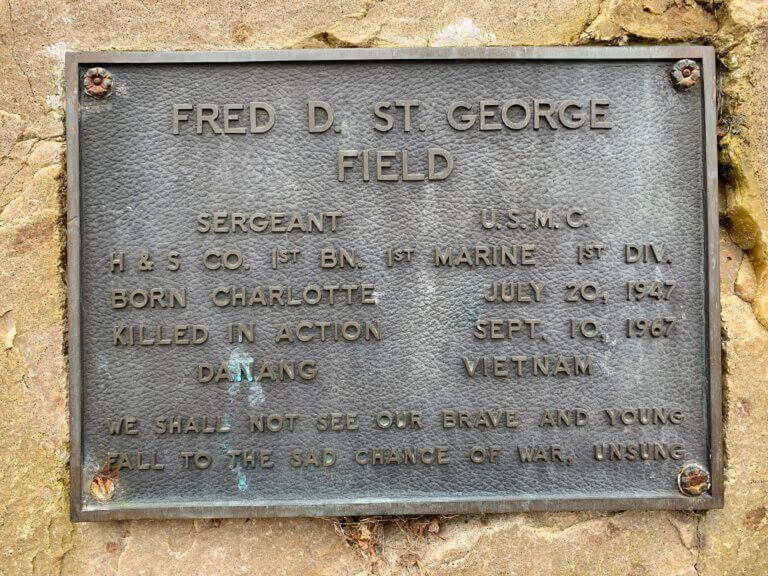 FRED D. ST. GEORGE
FIELD
SERGEANT U.S.M.C.
H & S CO. 1ST BN. 1ST MARINE 1ST DIV.
BORN CHARLOTTE JULY 20, 1947
KILLED IN ACTION SEPT. 10, 1967
DANANG VIETNAM
WE SHALL NOT SEE OUR BRAVE AND YOUNG
FALL TO THE SAD CHANCE OF WAR, UNSUNG